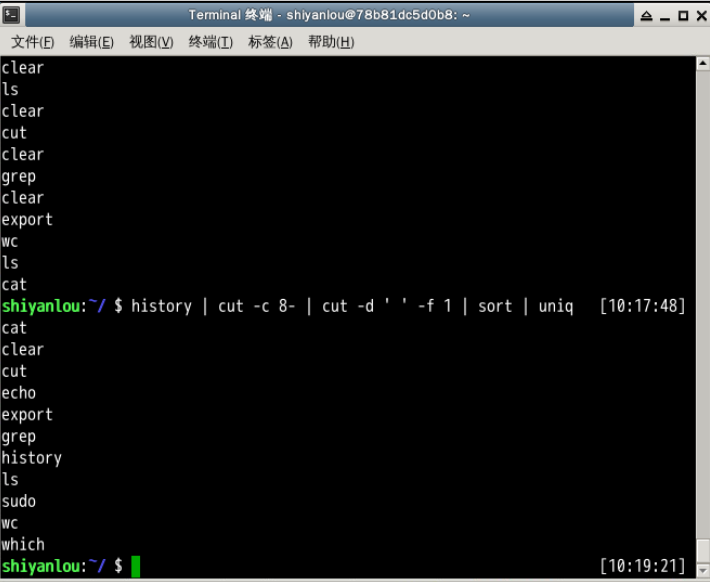 Terminal 终端 - shiyanlou@78b81dc5d0b8: ~
文件(F) 编辑(E) 视图(V) 终端(T) 标签(A) 帮助(H)
clear
ls
clear
cut
clear
grep
clear
export
wc
ls
cat
shiyanlou:~/ $ history | cut -c 8- | cut -d ' ' -f 1 | sort | uniq [10:17:48]
cat
clear
cut
echo
export
grep
history
ls
sudo
wc
which
shiyanlou:~/ $ [10:19:21]